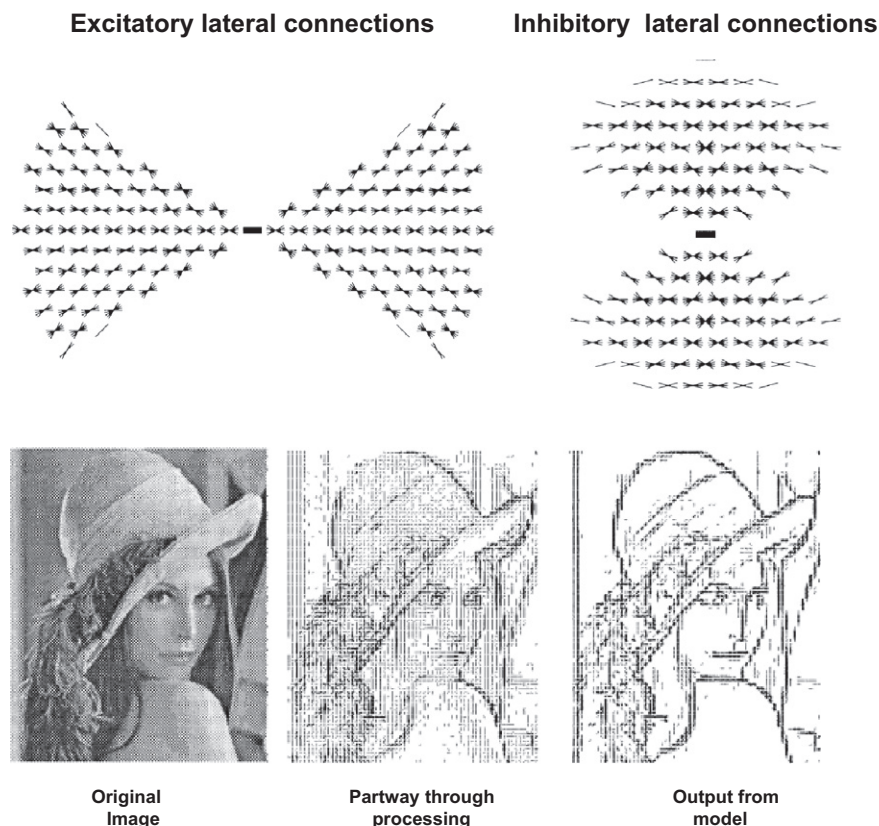 Excitatory lateral connections
Inhibitory lateral connections
Original
Image
Partway through
processing
Output from
model